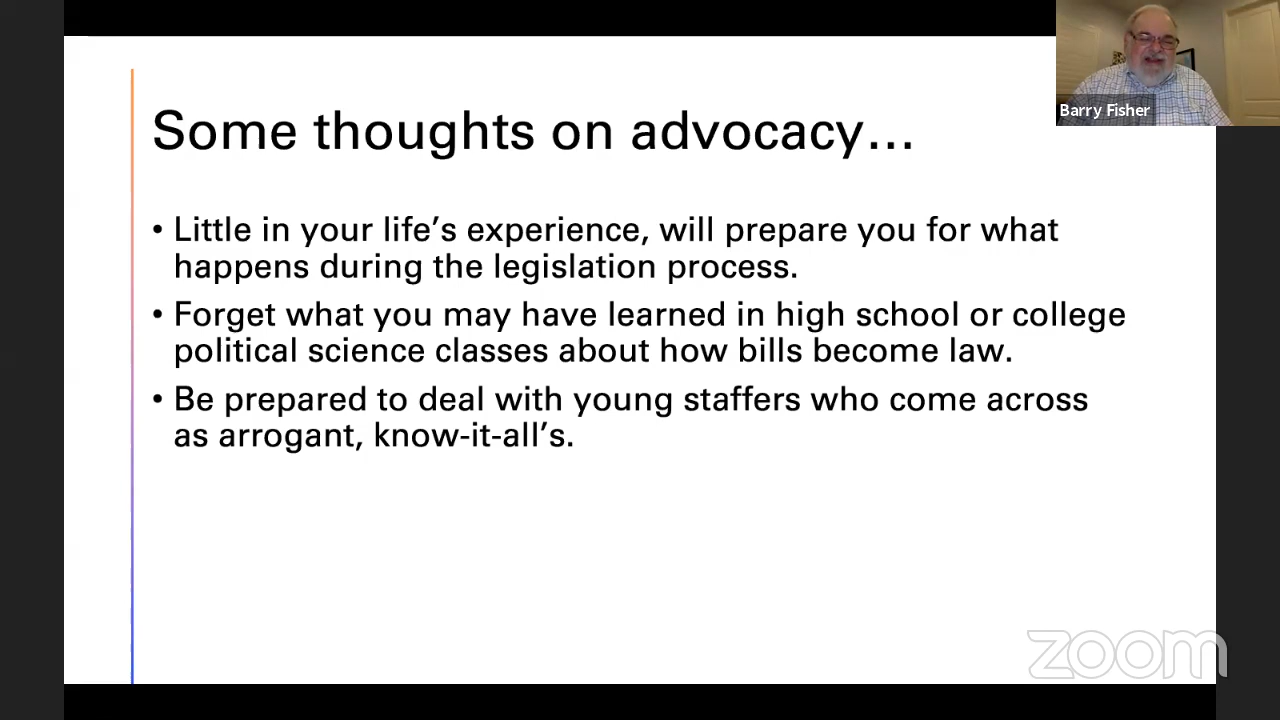 Some thoughts on advocacy...
• Little in your life’s experience, will prepare you for what
happens during the legislation process.
• Forget what you may have learned in high school or college
political science classes about how bills become law.
• Be prepared to deal with young staffers who come across
as arrogant, know-it-all’s.
Barry Fisher
zoom